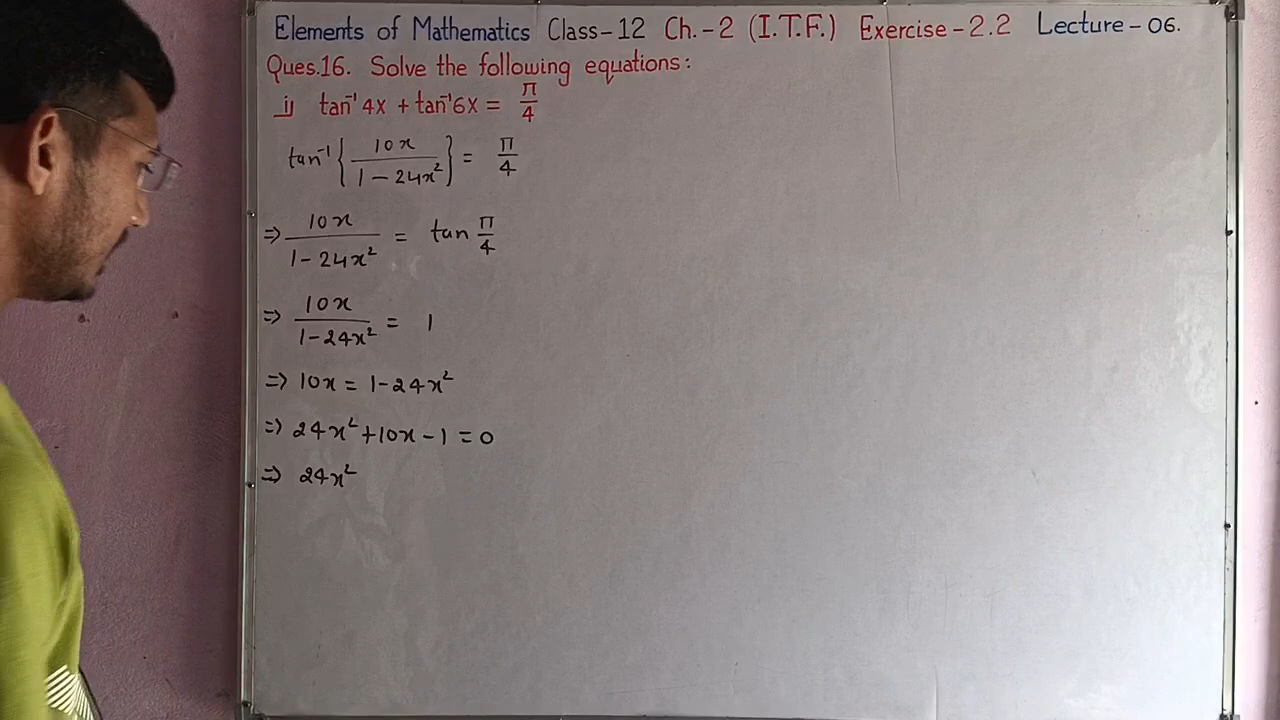 Elements of Mathematics Class-12 Ch.-2 (I.T.F.) Exercise-2.2 Lecture-06.
Ques.16. Solve the following equations:
i) tan⁻¹4x + tan⁻¹6x = π/4
tan⁻¹{10x/(1-24x²)} = π/4
⇒ 10x/(1-24x²) = tan π/4
⇒ 10x/(1-24x²) = 1
⇒ 10x = 1-24x²
⇒ 24x²+10x-1=0
⇒ 24x²